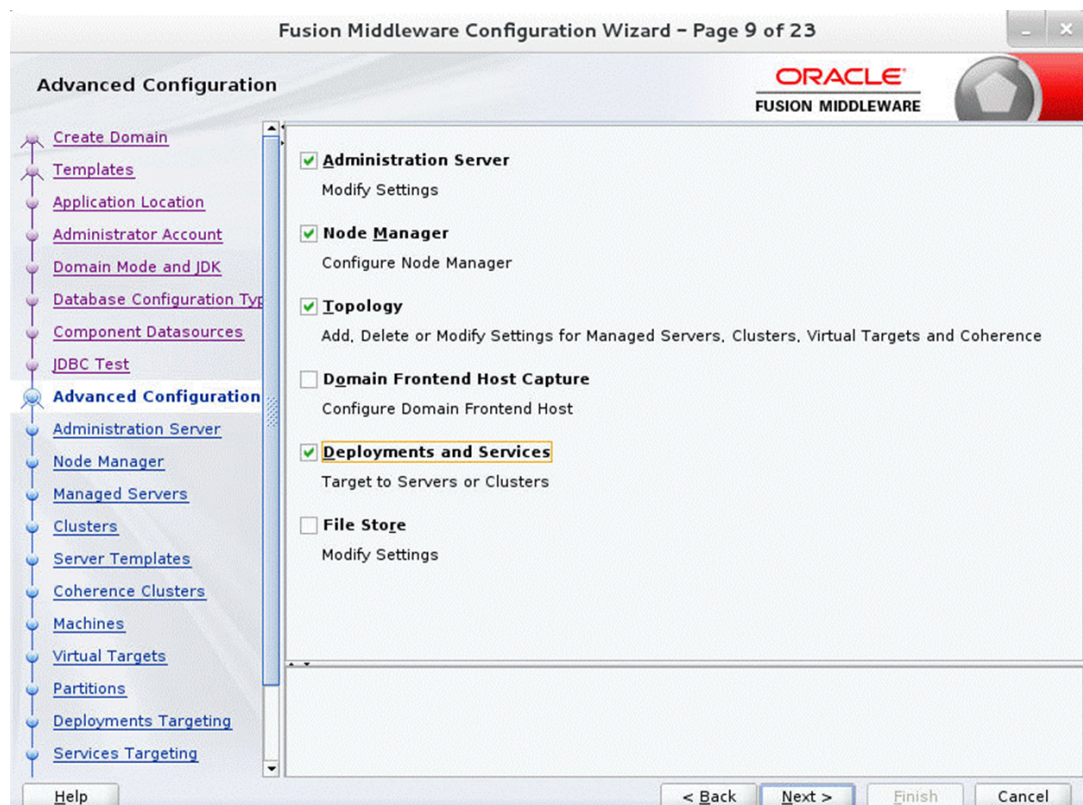 Fusion Middleware Configuration Wizard – Page 9 of 23
Advanced Configuration
ORACLE
FUSION MIDDLEWARE
Create Domain
Templates
Application Location
Administrator Account
Domain Mode and JDK
Database Configuration Typ
Component Datasources
JDBC Test
Advanced Configuration
Administration Server
Node Manager
Managed Servers
Clusters
Server Templates
Coherence Clusters
Machines
Virtual Targets
Partitions
Deployments Targeting
Services Targeting
Administration Server
Modify Settings
Node Manager
Configure Node Manager
Topology
Add, Delete or Modify Settings for Managed Servers, Clusters, Virtual Targets and Coherence
Domain Frontend Host Capture
Configure Domain Frontend Host
Deployments and Services
Target to Servers or Clusters
File Store
Modify Settings
Help
< Back
Next >
Finish
Cancel